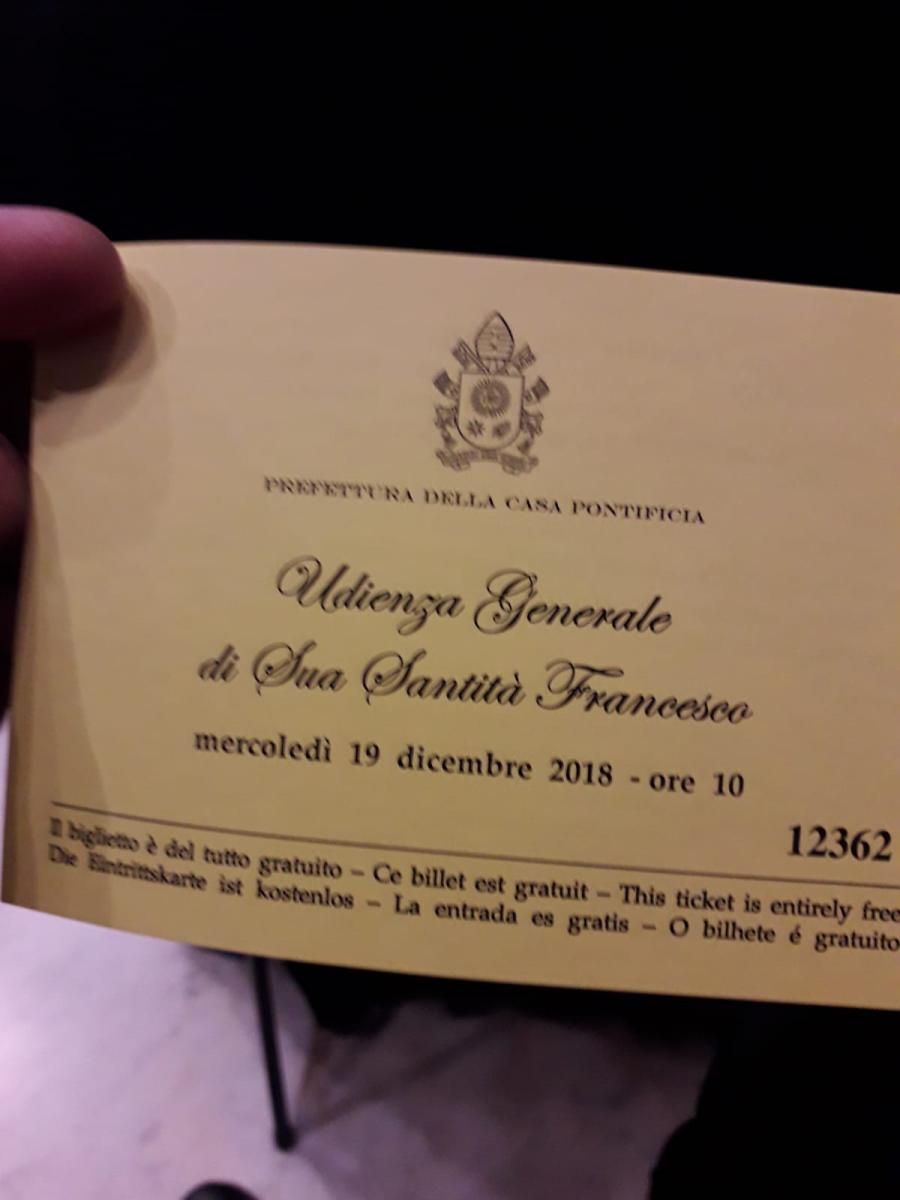 PREFETTURA DELLA CASA PONTIFICIA
Udienza Generale
di Sua Santità Francesco
mercoledì 19 dicembre 2018 - ore 10
12362
Il biglietto è del tutto gratuito – Ce billet est gratuit – This ticket is entirely free
Die Eintrittskarte ist kostenlos – La entrada es gratis – O bilhete é gratuito